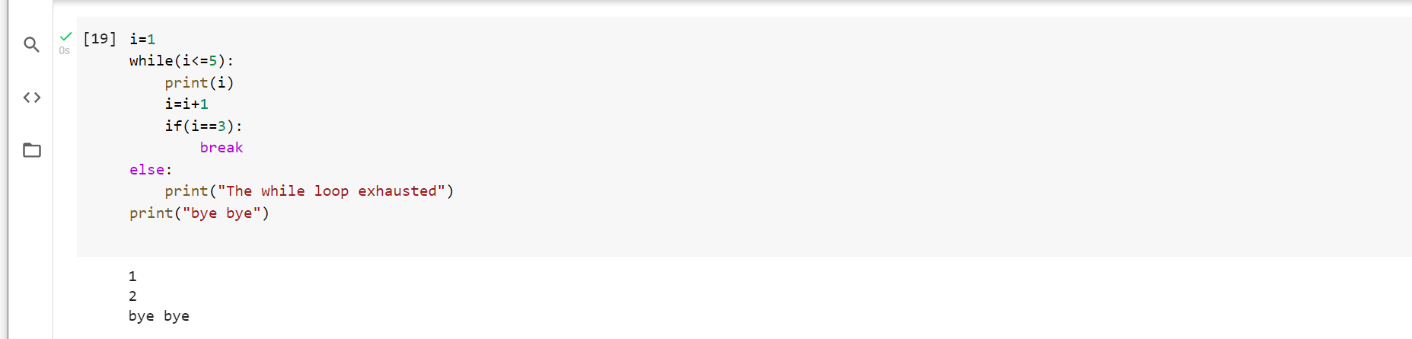 [19] i=1
0s
while(i<=5):
    print(i)
    i=i+1
    if(i==3):
        break
else:
    print("The while loop exhausted")
print("bye bye")
1
2
bye bye